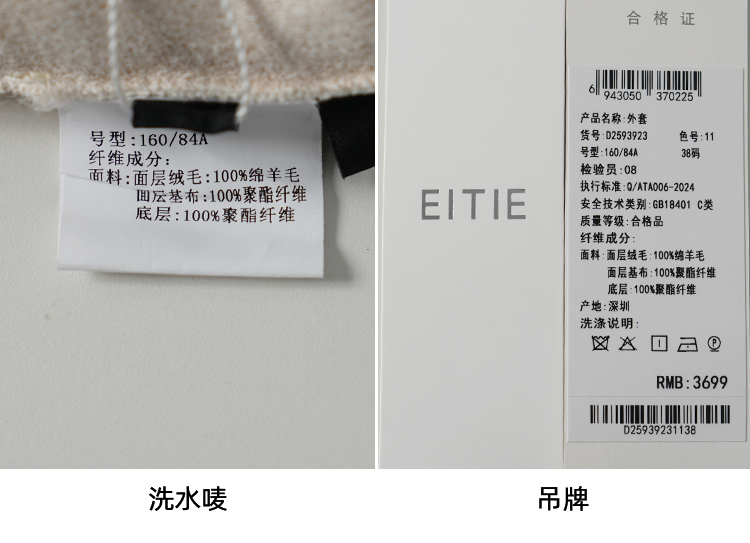 号型:160/84A
纤维成分:
面料:面层绒毛:100%绵羊毛
面层基布:100%聚酯纤维
底层:100%聚酯纤维
洗水唛
EITIE
合格证
6 943050 370225
产品名称:外套
货号:D2593923 色号:11
号型:160/84A 38码
检验员:08
执行标准:Q/ATA006-2024
安全技术类别:GB18401 C类
质量等级:合格品
纤维成分:
面料:面层绒毛:100%绵羊毛
面层基布:100%聚酯纤维
底层:100%聚酯纤维
产地:深圳
洗涤说明:
P
RMB:3699
D25939231138
吊牌